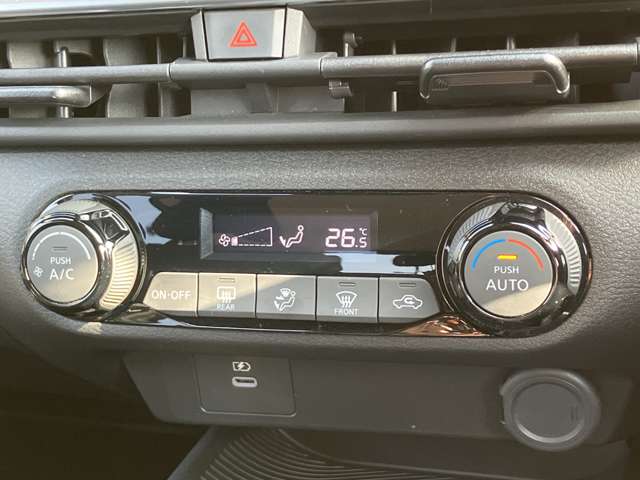 26.5 °C
PUSH
A/C
ON·OFF
REAR
FRONT
PUSH
AUTO